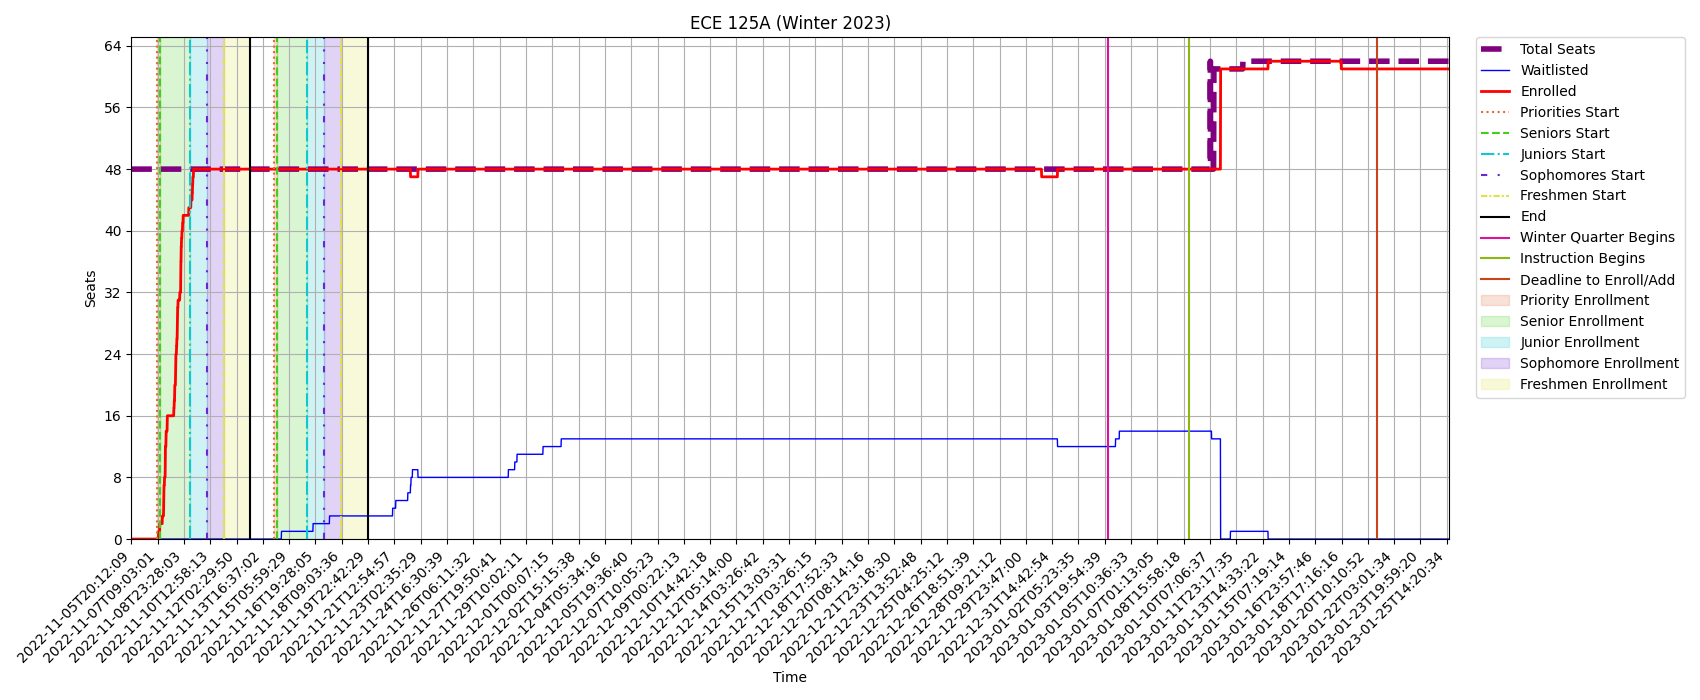 ECE 125A (Winter 2023)
Seats
64
56
48
40
32
24
16
8
0
2022-11-05T20:12:09
2022-11-07T09:03:01
2022-11-08T23:28:03
2022-11-10T12:58:13
2022-11-12T02:29:50
2022-11-13T16:37:02
2022-11-15T05:59:29
2022-11-16T19:28:05
2022-11-18T09:03:36
2022-11-19T22:42:29
2022-11-21T12:54:57
2022-11-23T02:35:29
2022-11-24T16:30:39
2022-11-26T06:11:32
2022-11-27T19:50:41
2022-11-29T10:02:11
2022-12-01T00:07:15
2022-12-02T15:15:38
2022-12-04T05:34:16
2022-12-05T19:36:40
2022-12-07T10:05:23
2022-12-09T00:22:13
2022-12-10T14:42:18
2022-12-12T05:14:00
2022-12-14T03:26:42
2022-12-15T13:03:31
2022-12-17T03:26:15
2022-12-18T17:52:33
2022-12-20T08:14:16
2022-12-21T23:18:30
2022-12-23T13:52:48
2022-12-25T04:25:12
2022-12-26T18:51:39
2022-12-28T09:21:12
2022-12-29T23:47:00
2022-12-31T14:42:54
2023-01-02T05:23:35
2023-01-03T19:54:39
2023-01-05T10:36:33
2023-01-07T01:13:05
2023-01-08T15:58:18
2023-01-10T07:06:37
2023-01-11T23:17:35
2023-01-13T14:33:22
2023-01-15T07:19:14
2023-01-16T23:57:46
2023-01-18T17:16:16
2023-01-20T10:10:52
2023-01-22T03:01:34
2023-01-23T19:59:20
2023-01-25T14:20:34
Time
Total Seats
Waitlisted
Enrolled
Priorities Start
Seniors Start
Juniors Start
Sophomores Start
Freshmen Start
End
Winter Quarter Begins
Instruction Begins
Deadline to Enroll/Add
Priority Enrollment
Senior Enrollment
Junior Enrollment
Sophomore Enrollment
Freshmen Enrollment